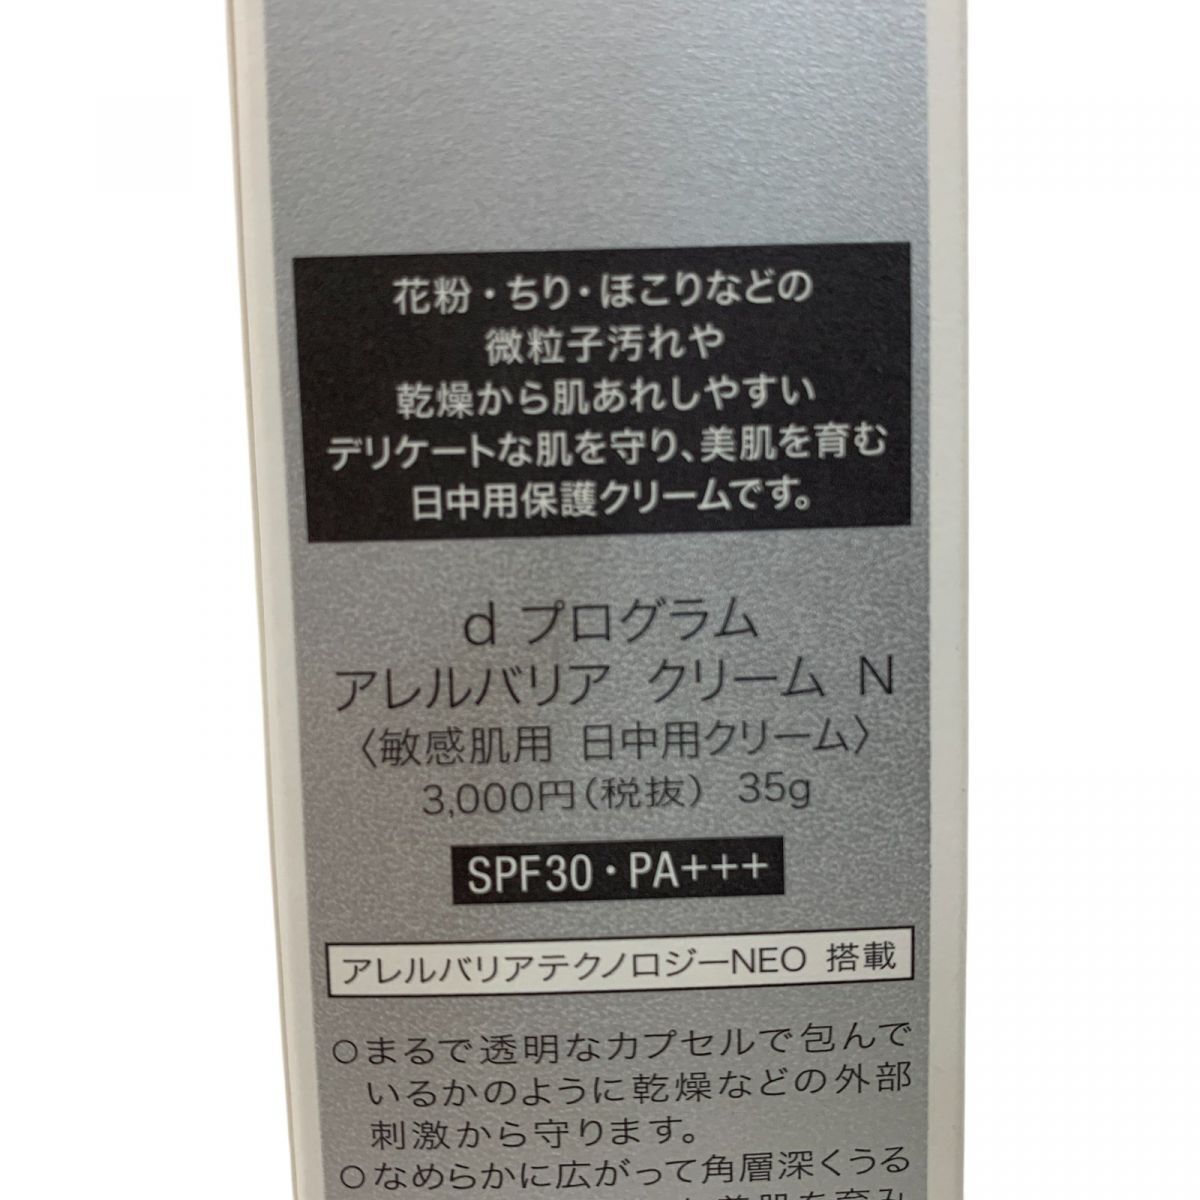 花粉・ちり・ほこりなどの
微粒子汚れや
乾燥から肌あれしやすい
デリケートな肌を守り、美肌を育む
日中用保護クリームです。
d プログラム
アレルバリア クリーム N
〈敏感肌用 日中用クリーム〉
3,000円(税抜) 35g
SPF30・PA+++
アレルバリアテクノロジーNEO 搭載
○まるで透明なカプセルで包んで
いるかのように乾燥などの外部
刺激から守ります。
○なめらかに広がって角層深くうる
美肌を育み